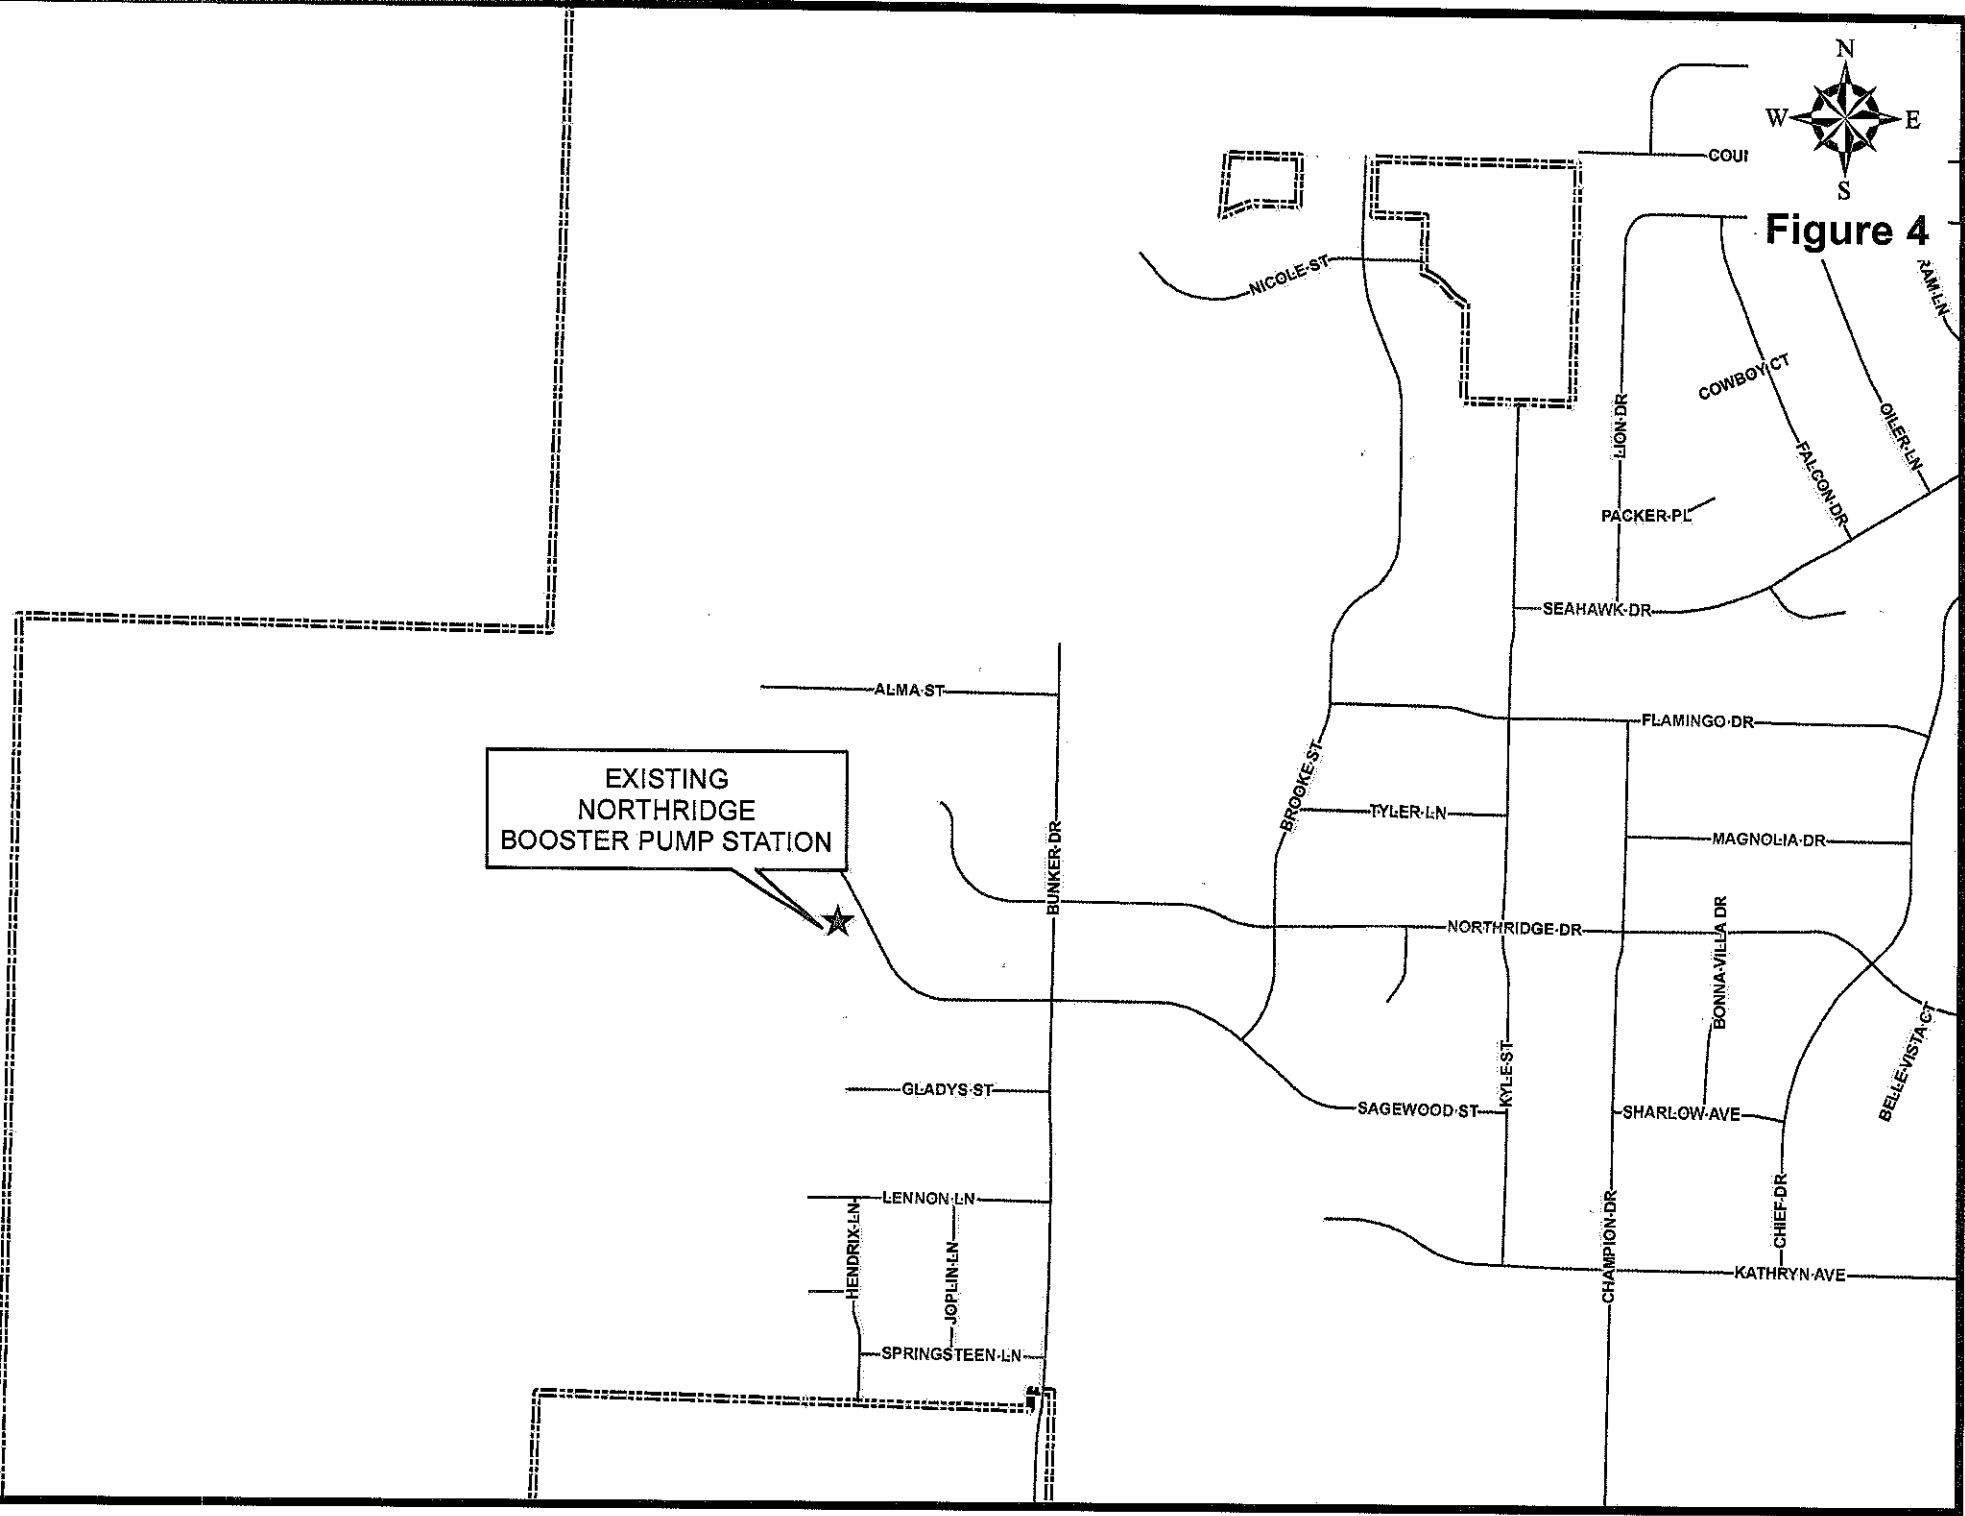 N
W
E
S
COUI
Figure 4
NICOLE ST
RAM LN
COWBOY CT
LION DR
OILER LN
FALCON DR
PACKER PL
SEAHAWK DR
ALMA ST
FLAMINGO DR
EXISTING
NORTHRIDGE
BOOSTER PUMP STATION
BROOKE ST
TYLER LN
BUNKER DR
MAGNOLIA DR
NORTHRIDGE DR
BONNA VILLA DR
BELLE VISTA CT
KYLE ST
GLADYS ST
SAGEWOOD ST
SHARLOW AVE
LENNON LN
HENDRIX LN
JOPLIN LN
CHAMPION DR
CHIEF DR
KATHRYN AVE
SPRINGSTEEN LN